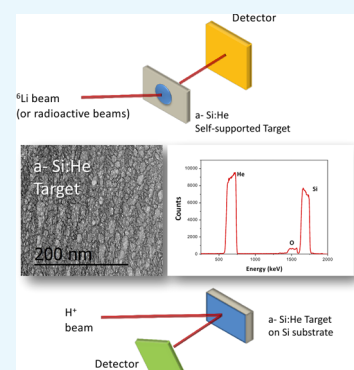 Detector
⁶Li beam
(or radioactive beams)
a- Si:He
Self-supported Target
a- Si:He
Target
200 nm
Counts
10000
8000
6000
4000
2000
0
He
Si
O
500
1000
1500
2000
Energy (keV)
H⁺
beam
a- Si:He Target
on Si substrate
Detector